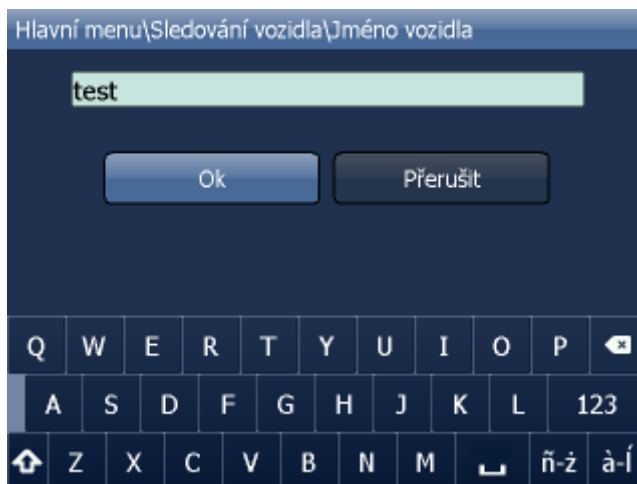 Hlavní menu\Sledování vozidla\Jméno vozidla
test
Ok Přerušit
Q W E R T Y U I O P
A S D F G H J K L 123
Z X C V B N M ñ-ż à-Í